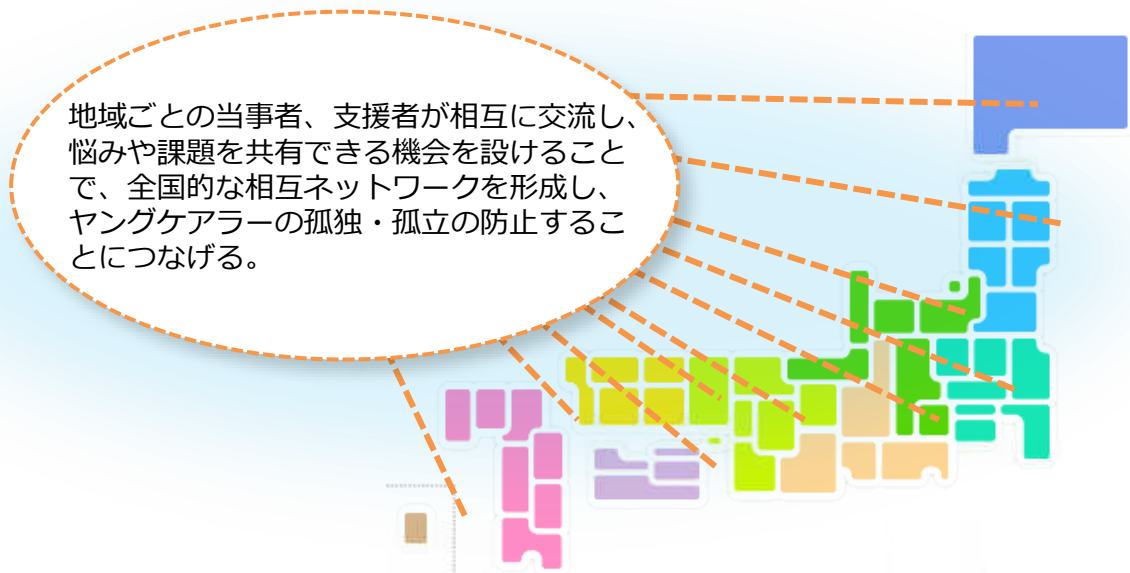 地域ごとの当事者、支援者が相互に交流し、
悩みや課題を共有できる機会を設けること
で、全国的な相互ネットワークを形成し、
ヤングケアラーの孤独・孤立の防止するこ
とにつなげる。